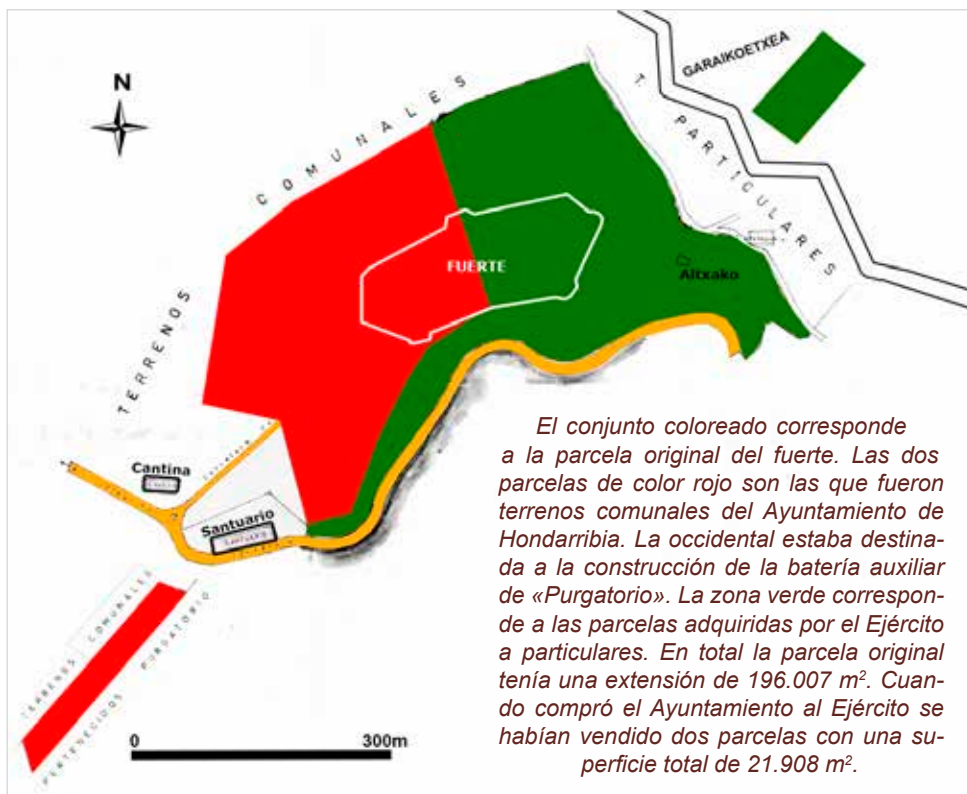 GARAIKOETXEA
N
TERRENOS COMUNALES
T. PARTICULARES
FUERTE
Altxako
Cantina
Santuario
TERRENOS COMUNALES
PERTENECIDOS PURGATORIO
0 300m
El conjunto coloreado corresponde
a la parcela original del fuerte. Las dos
parcelas de color rojo son las que fueron
terrenos comunales del Ayuntamiento de
Hondarribia. La occidental estaba destina-
da a la construcción de la batería auxiliar
de «Purgatorio». La zona verde correspon-
de a las parcelas adquiridas por el Ejército
a particulares. En total la parcela original
tenía una extensión de 196.007 m². Cuan-
do compró el Ayuntamiento al Ejército se
habían vendido dos parcelas con una su-
perficie total de 21.908 m².